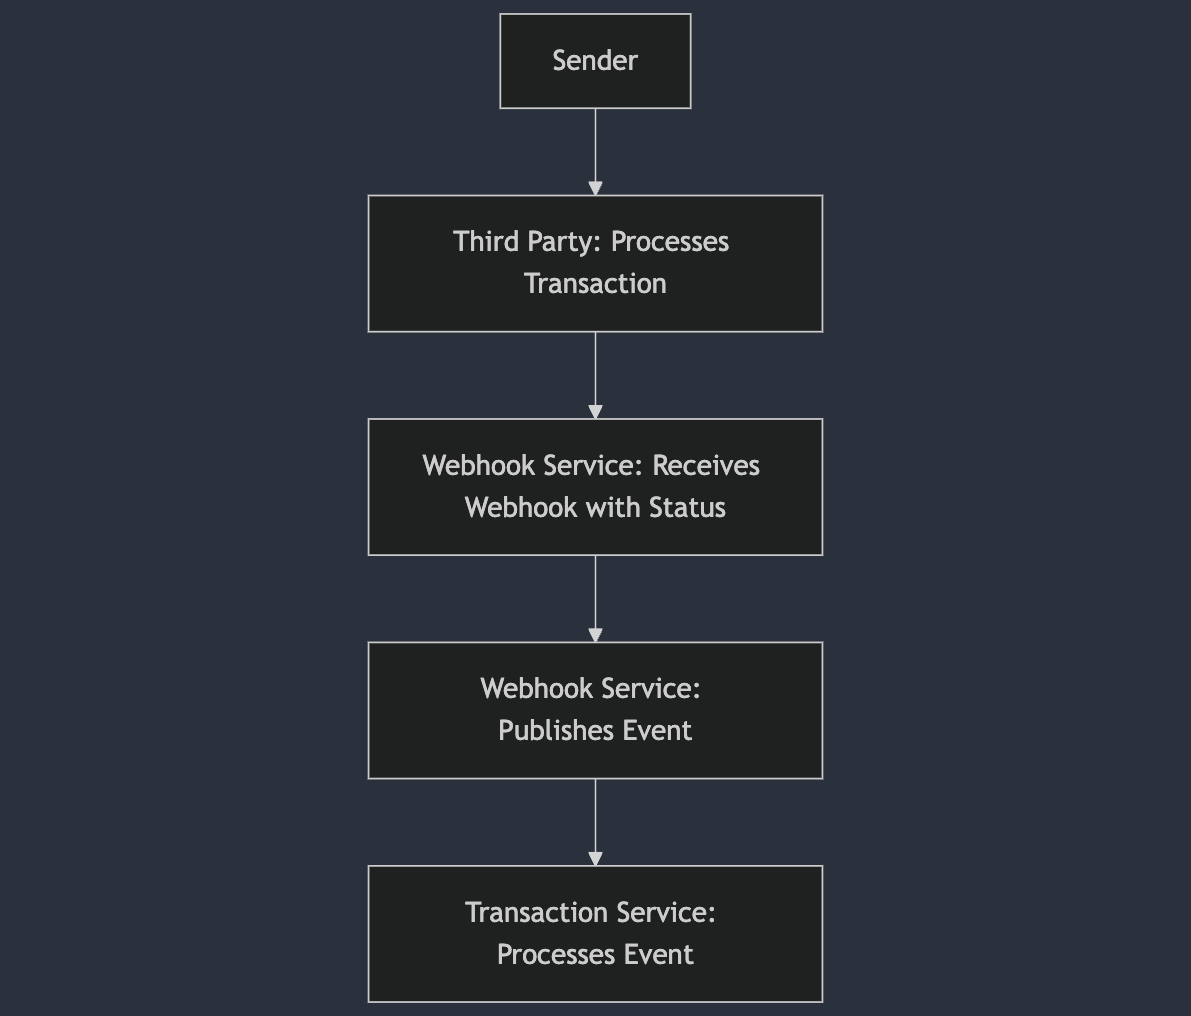 Sender
Third Party: Processes
Transaction
Webhook Service: Receives
Webhook with Status
Webhook Service:
Publishes Event
Transaction Service:
Processes Event